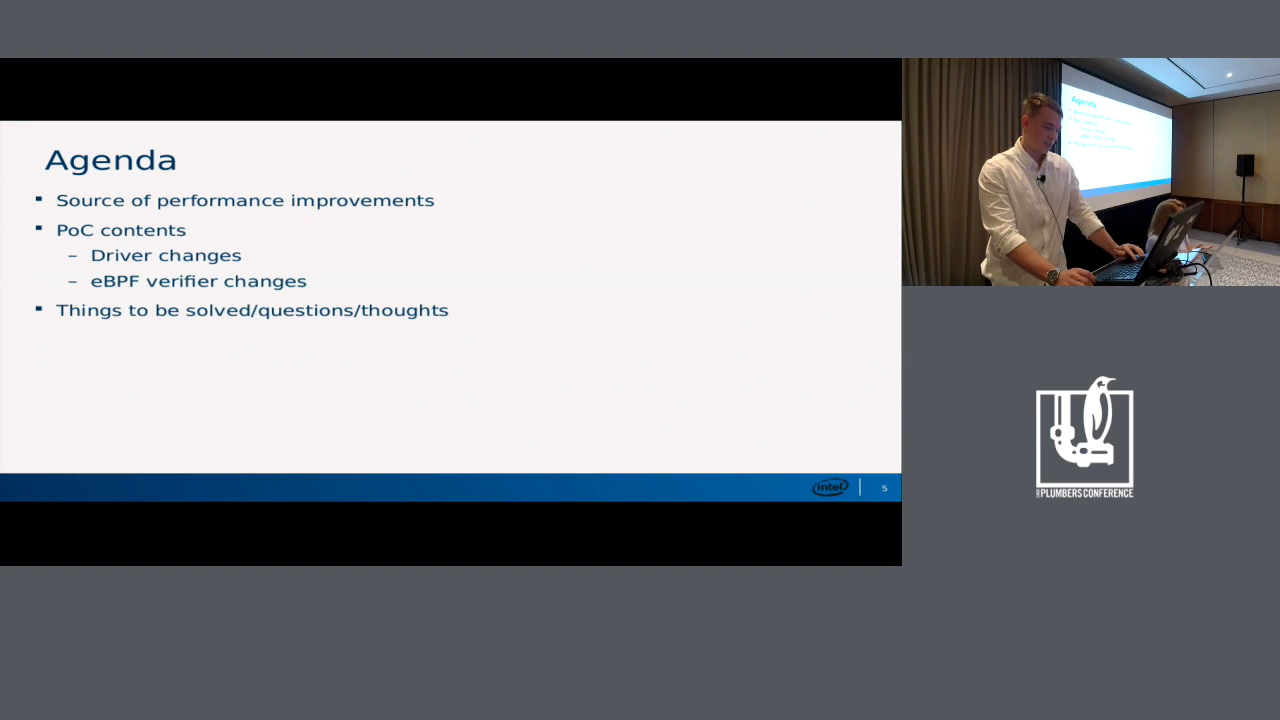 Agenda
▪ Source of performance improvements
▪ PoC contents
– Driver changes
– eBPF verifier changes
▪ Things to be solved/questions/thoughts
intel
5
Agenda
PLUMBERS CONFERENCE